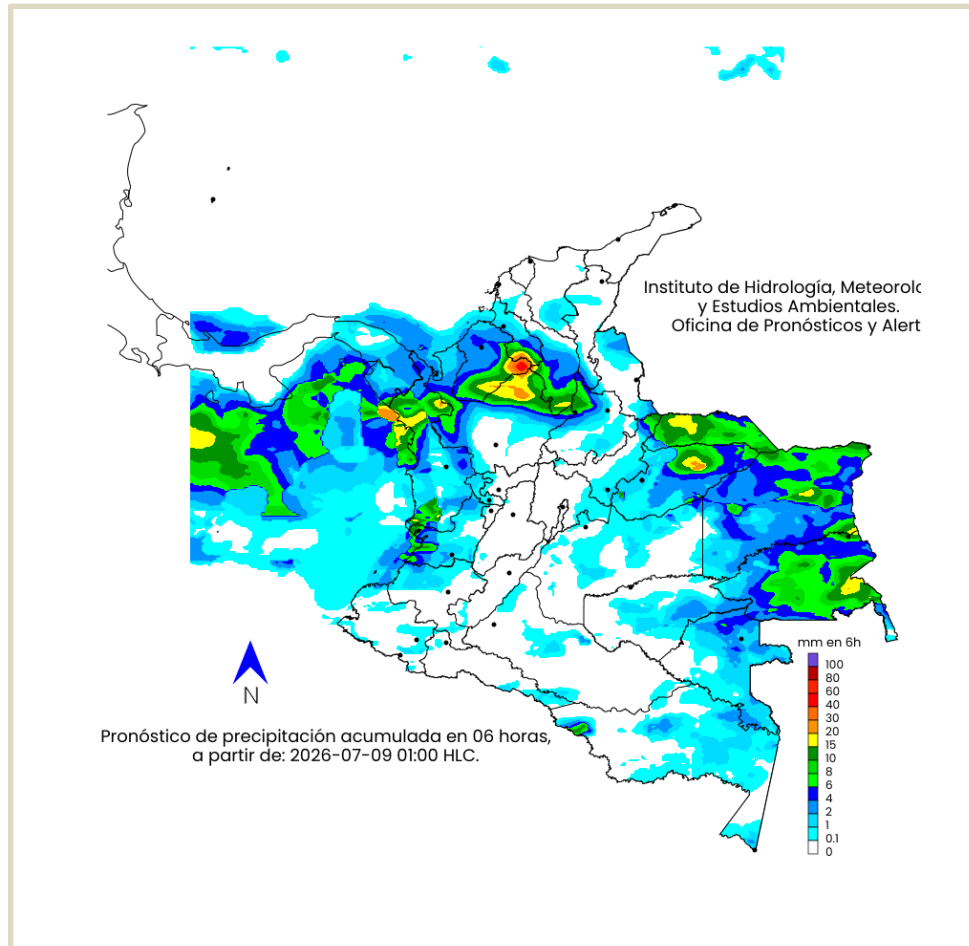 Instituto de Hidrología, Meteorolo
y Estudios Ambientales.
Oficina de Pronósticos y Alert
N
Pronóstico de precipitación acumulada en 06 horas,
a partir de: 2026-07-09 01:00 HLC.
mm en 6h
100
80
60
40
30
20
15
10
8
6
4
2
1
0.1
0